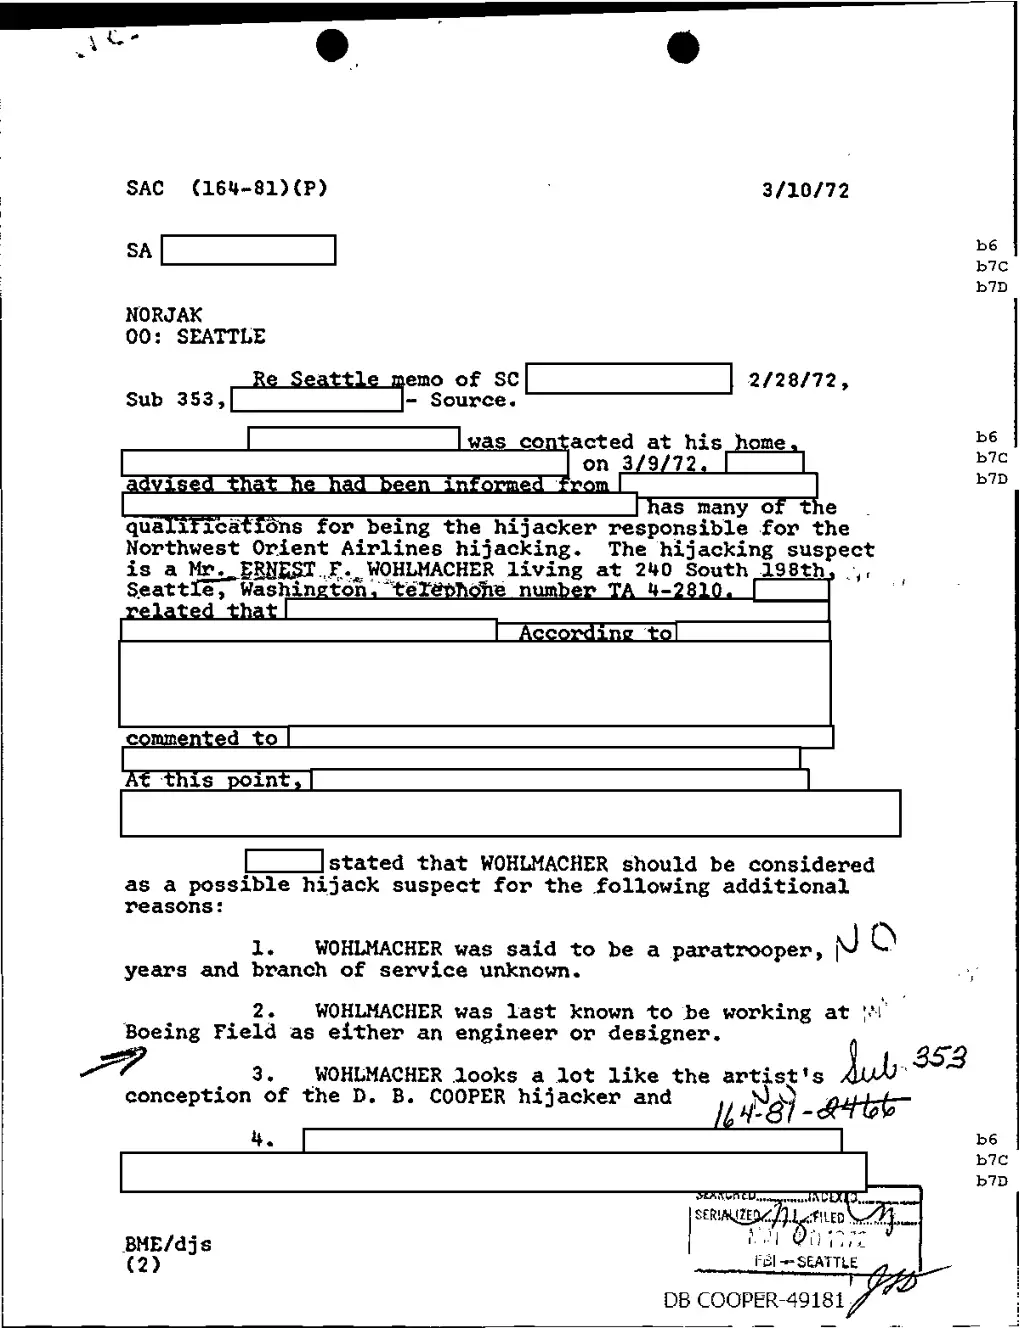 SAC (164-81)(P) 3/10/72
SA b6
b7C
b7D
NORJAK
OO: SEATTLE
Re Seattle memo of SC 2/28/72,
Sub 353, - Source.
was contacted at his home, b6
on 3/9/72. b7C
advised that he had been informed from b7D
has many of the
qualifications for being the hijacker responsible for the
Northwest Orient Airlines hijacking. The hijacking suspect
is a Mr. ERNEST F. WOHLMACHER living at 240 South 198th,
Seattle, Washington, telephone number TA 4-2810.
related that
According to
commented to
At this point,
stated that WOHLMACHER should be considered
as a possible hijack suspect for the following additional
reasons:
1. WOHLMACHER was said to be a paratrooper, NO
years and branch of service unknown.
2. WOHLMACHER was last known to be working at
Boeing Field as either an engineer or designer.
3. WOHLMACHER looks a lot like the artist's Sub 353
conception of the D. B. COOPER hijacker and
164-81-2466
4. b6
b7C
b7D
SEARCHED INDEXED
SERIALIZED FILED
BME/djs
(2) FBI — SEATTLE
DB COOPER-49181